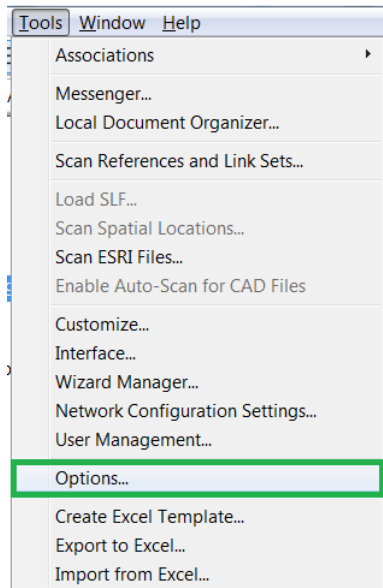 Tools Window Help
Associations
Messenger...
Local Document Organizer...
Scan References and Link Sets...
Load SLF...
Scan Spatial Locations...
Scan ESRI Files...
Enable Auto-Scan for CAD Files
Customize...
Interface...
Wizard Manager...
Network Configuration Settings...
User Management...
Options...
Create Excel Template...
Export to Excel...
Import from Excel...